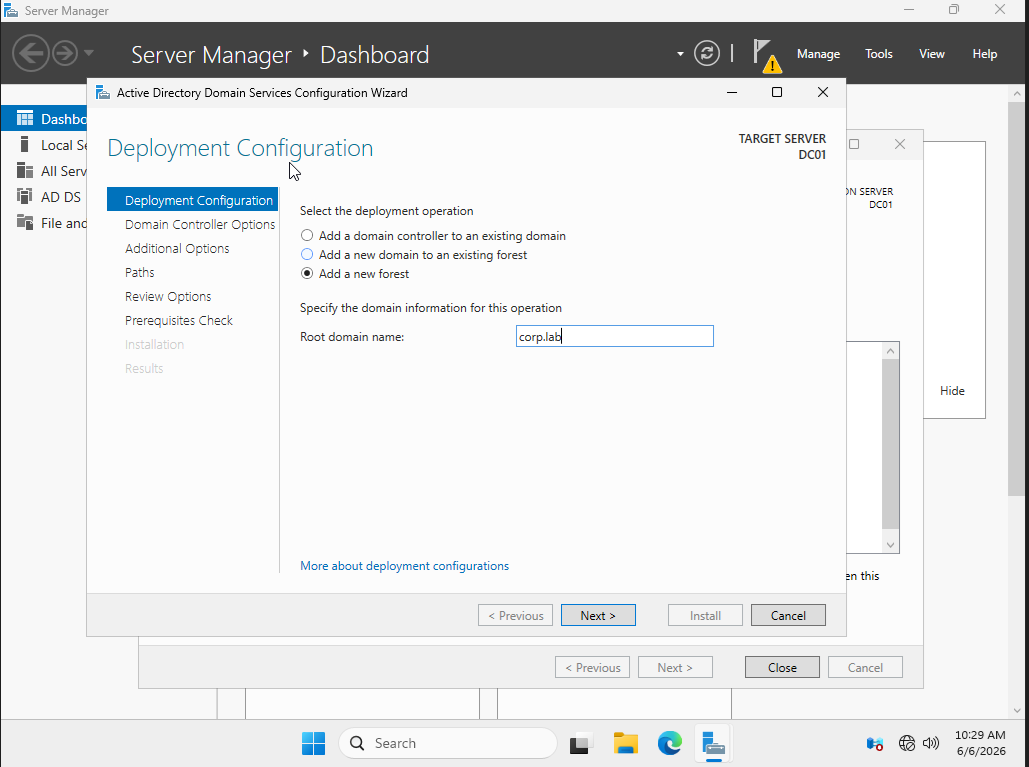 Server Manager
Server Manager ‣ Dashboard
Manage Tools View Help
Dashbo
Local Se
All Serv
AD DS
File and
Active Directory Domain Services Configuration Wizard
Deployment Configuration
TARGET SERVER
DC01
Deployment Configuration
Domain Controller Options
Additional Options
Paths
Review Options
Prerequisites Check
Installation
Results
Select the deployment operation
Add a domain controller to an existing domain
Add a new domain to an existing forest
Add a new forest
Specify the domain information for this operation
Root domain name: corp.lab
More about deployment configurations
< Previous Next > Install Cancel
ON SERVER
DC01
Hide
en this
< Previous Next > Close Cancel
Search
10:29 AM
6/6/2026